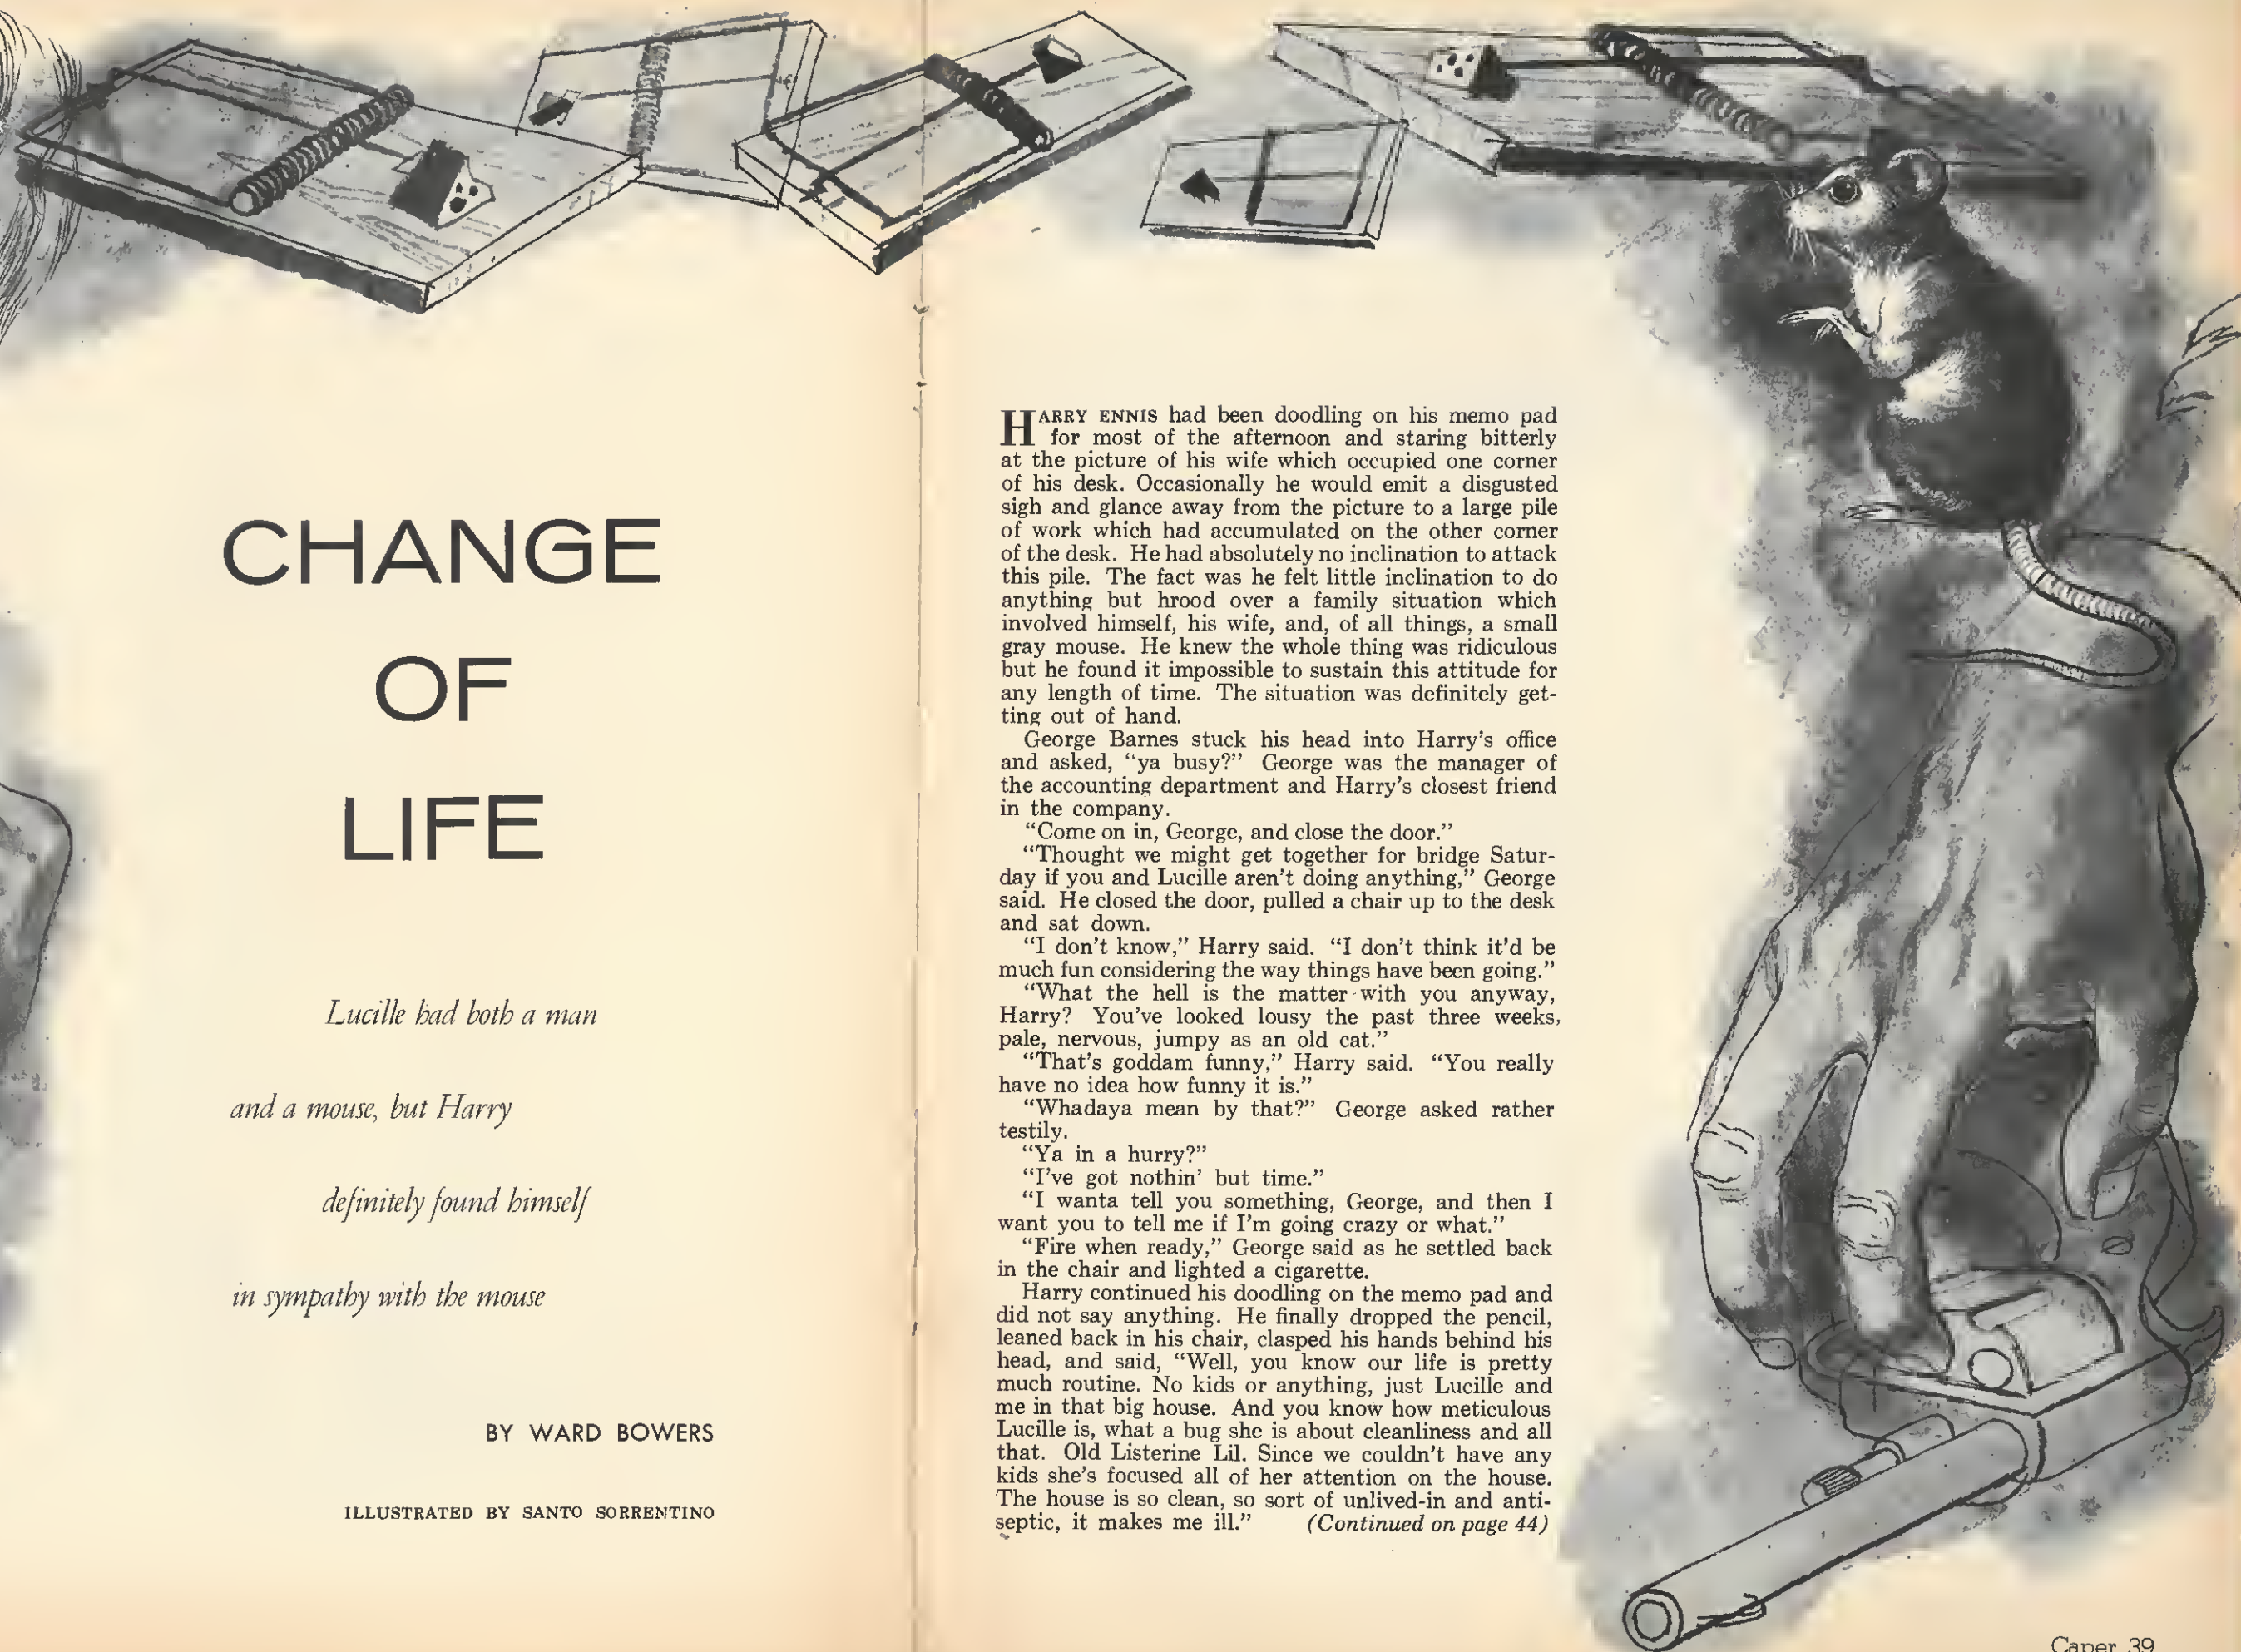 CHANGE
OF
LIFE
Lucille had both a man
and a mouse, but Harry
definitely found himself
in sympathy with the mouse
BY WARD BOWERS
ILLUSTRATED BY SANTO SORRENTINO
HARRY ENNIS had been doodling on his memo pad
for most of the afternoon and staring bitterly
at the picture of his wife which occupied one corner
of his desk. Occasionally he would emit a disgusted
sigh and glance away from the picture to a large pile
of work which had accumulated on the other corner
of the desk. He had absolutely no inclination to attack
this pile. The fact was he felt little inclination to do
anything but hrood over a family situation which
involved himself, his wife, and, of all things, a small
gray mouse. He knew the whole thing was ridiculous
but he found it impossible to sustain this attitude for
any length of time. The situation was definitely get-
ting out of hand.
George Barnes stuck his head into Harry's office
and asked, “ya busy?” George was the manager of
the accounting department and Harry's closest friend
in the company.
“Come on in, George, and close the door.”
“Thought we might get together for bridge Satur-
day if you and Lucille aren't doing anything,” George
said. He closed the door, pulled a chair up to the desk
and sat down.
“I don't know,” Harry said. “I don't think it'd be
much fun considering the way things have been going.”
“What the hell is the matter with you anyway,
Harry? You've looked lousy the past three weeks,
pale, nervous, jumpy as an old cat.”
“That's goddam funny,” Harry said. “You really
have no idea how funny it is.”
“Whadaya mean by that?” George asked rather
testily.
“Ya in a hurry?”
“I've got nothin' but time.”
“I wanta tell you something, George, and then I
want you to tell me if I'm going crazy or what.”
“Fire when ready,” George said as he settled back
in the chair and lighted a cigarette.
Harry continued his doodling on the memo pad and
did not say anything. He finally dropped the pencil,
leaned back in his chair, clasped his hands behind his
head, and said, “Well, you know our life is pretty
much routine. No kids or anything, just Lucille and
me in that big house. And you know how meticulous
Lucille is, what a bug she is about cleanliness and all
that. Old Listerine Lil. Since we couldn't have any
kids she's focused all of her attention on the house.
The house is so clean, so sort of unlived-in and anti-
septic, it makes me ill.” (Continued on page 44)
Caper 39